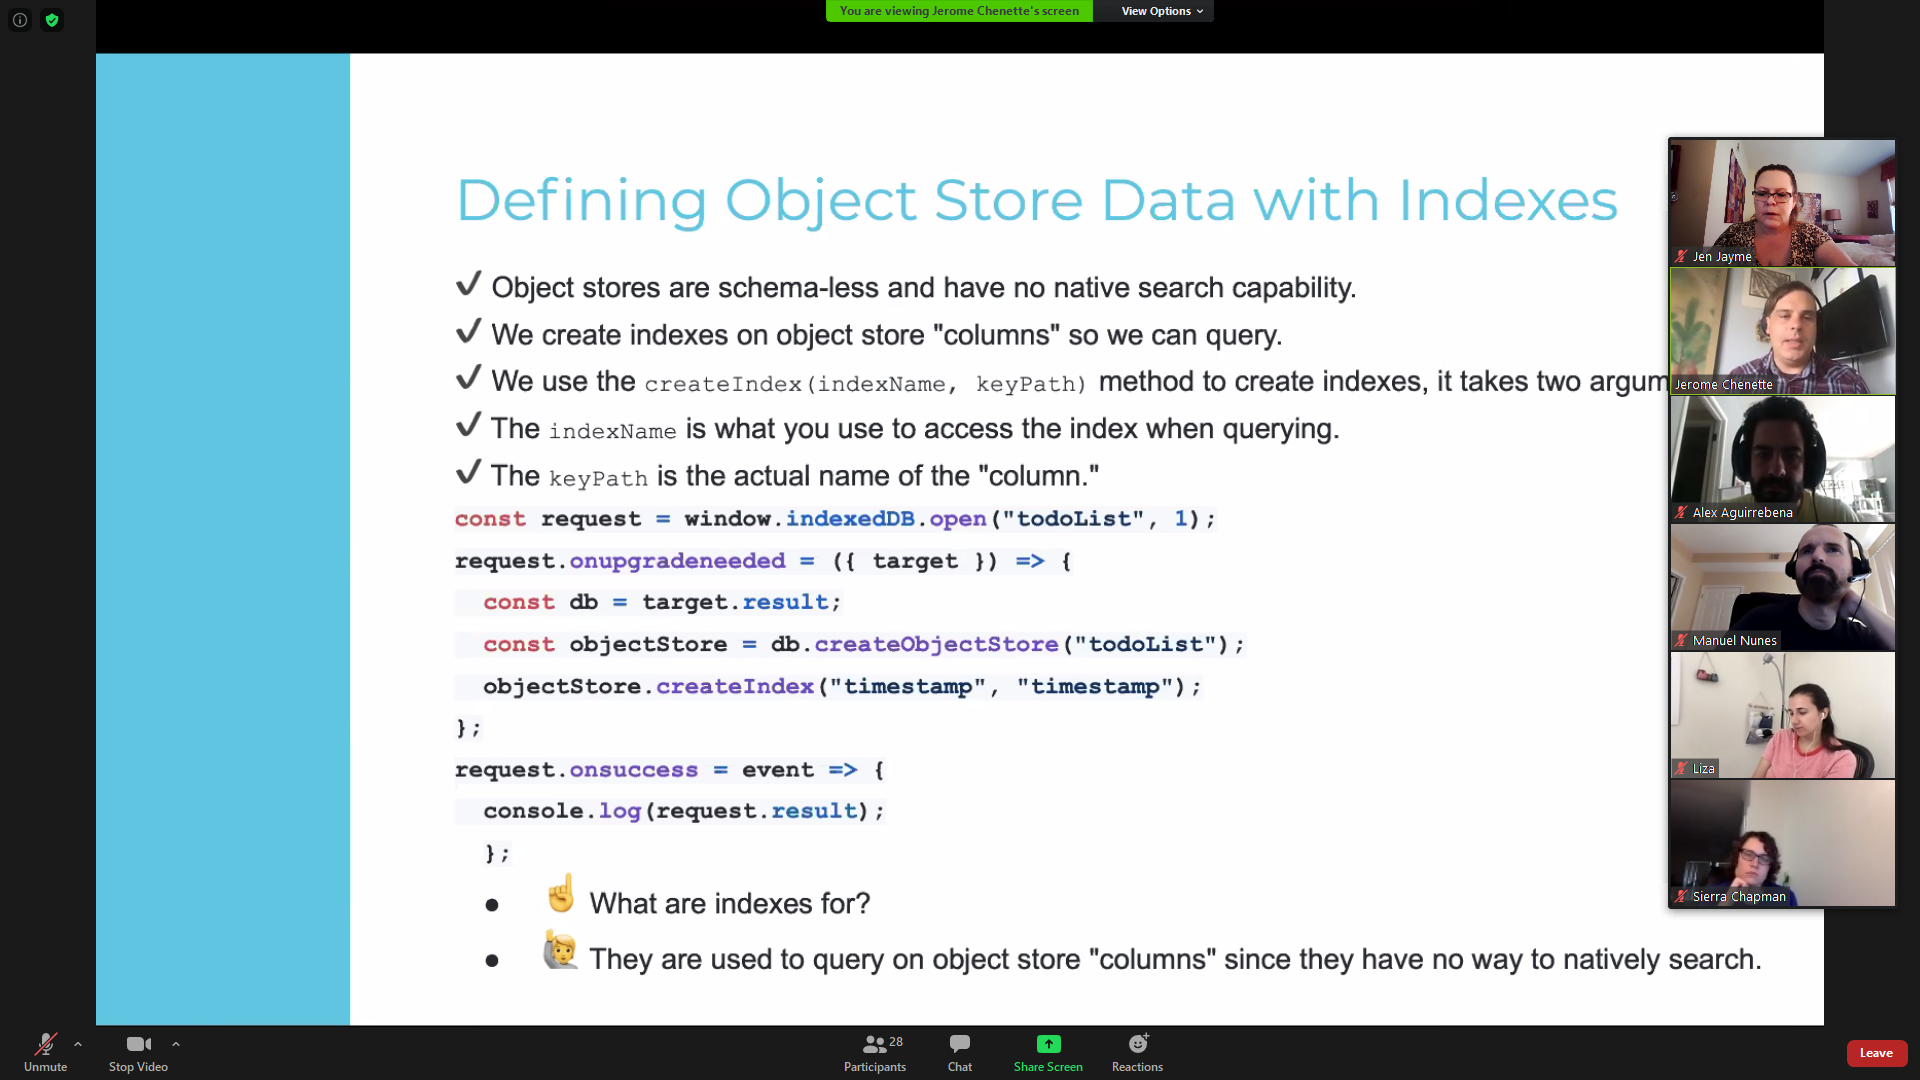 You are viewing Jerome Chenette's screen
View Options
Defining Object Store Data with Indexes
✔ Object stores are schema-less and have no native search capability.
✔ We create indexes on object store "columns" so we can query.
✔ We use the createIndex(indexName, keyPath) method to create indexes, it takes two argum
✔ The indexName is what you use to access the index when querying.
✔ The keyPath is the actual name of the "column."
const request = window.indexedDB.open("todoList", 1);
request.onupgradeneeded = ({ target }) => {
const db = target.result;
const objectStore = db.createObjectStore("todoList");
objectStore.createIndex("timestamp", "timestamp");
};
request.onsuccess = event => {
console.log(request.result);
};
● ☝ What are indexes for?
● 🙋 They are used to query on object store "columns" since they have no way to natively search.
Jen Jayme
Jerome Chenette
Alex Aguirrebena
Manuel Nunes
Liza
Sierra Chapman
Unmute
Stop Video
28
Participants
Chat
Share Screen
Reactions
Leave